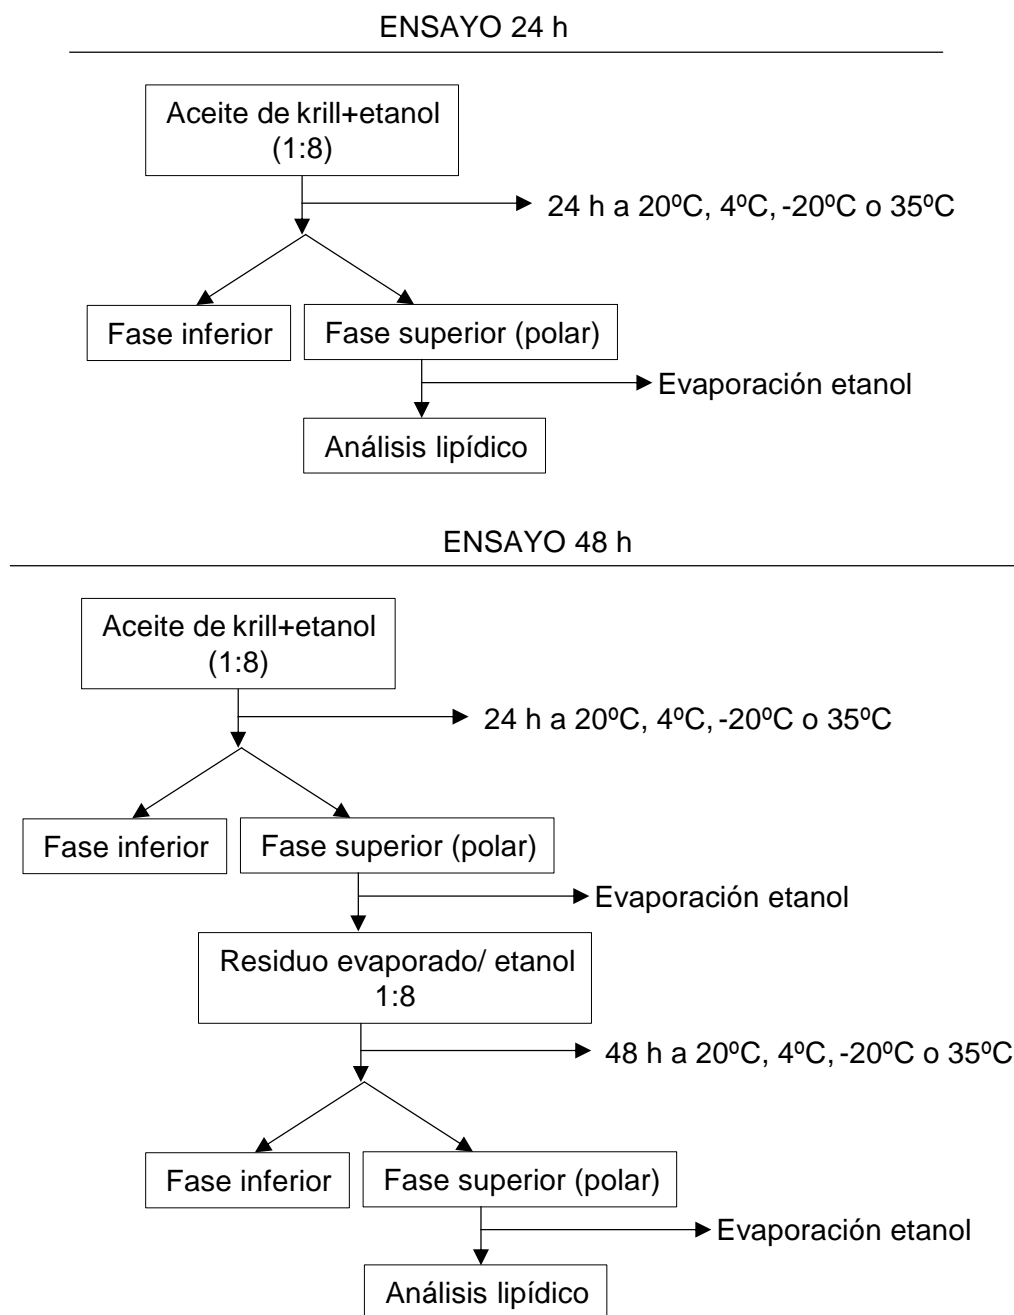 ENSAYO 24 h
Aceite de krill+etanol
(1:8)
24 h a 20ºC, 4ºC, -20ºC o 35ºC
Fase inferior
Fase superior (polar)
Evaporación etanol
Análisis lipídico
ENSAYO 48 h
Aceite de krill+etanol
(1:8)
24 h a 20ºC, 4ºC, -20ºC o 35ºC
Fase inferior
Fase superior (polar)
Evaporación etanol
Residuo evaporado/ etanol
1:8
48 h a 20ºC, 4ºC, -20ºC o 35ºC
Fase inferior
Fase superior (polar)
Evaporación etanol
Análisis lipídico